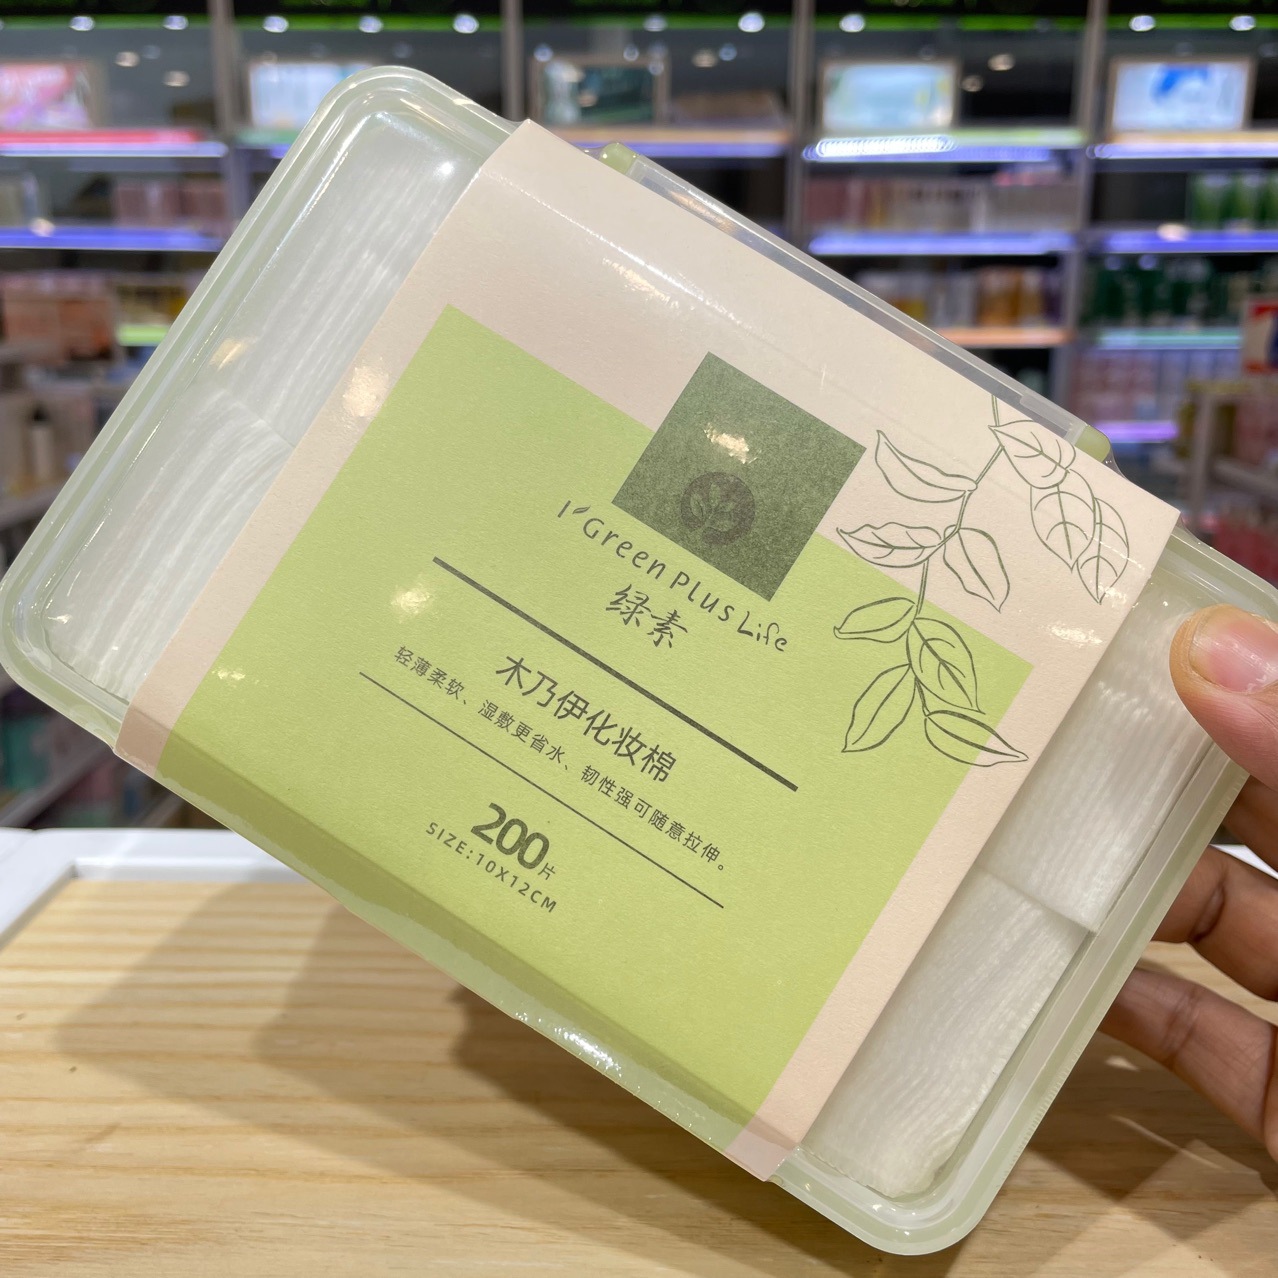 I Green Plus Life
绿素
木乃伊化妆棉
轻薄柔软、湿敷更省水、韧性强可随意拉伸。
200片
SIZE:10X12CM